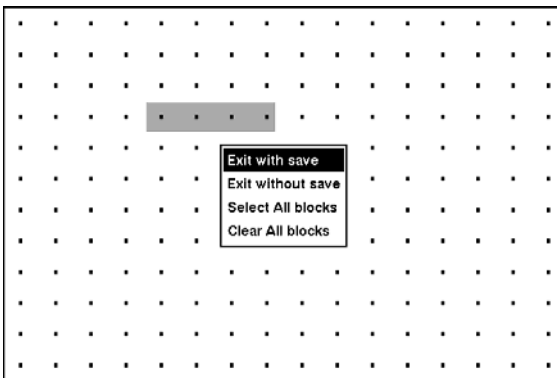 Exit with save
Exit without save
Select All blocks
Clear All blocks